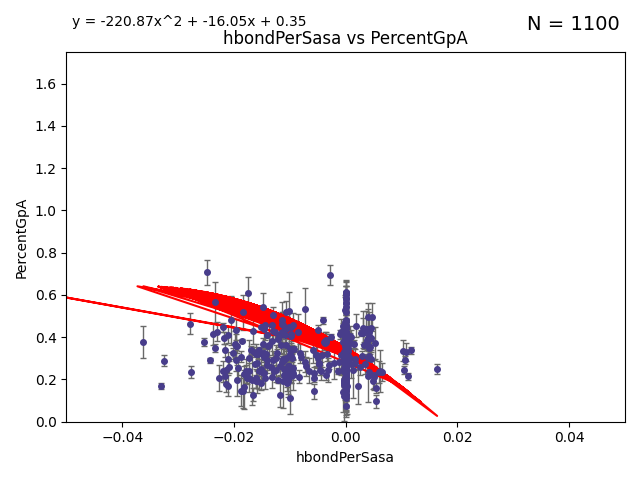 y = -220.87x^2 + -16.05x + 0.35
N = 1100
hbondPerSasa vs PercentGpA
PercentGpA
1.6
1.4
1.2
1.0
0.8
0.6
0.4
0.2
0.0
−0.04
−0.02
0.00
0.02
0.04
hbondPerSasa